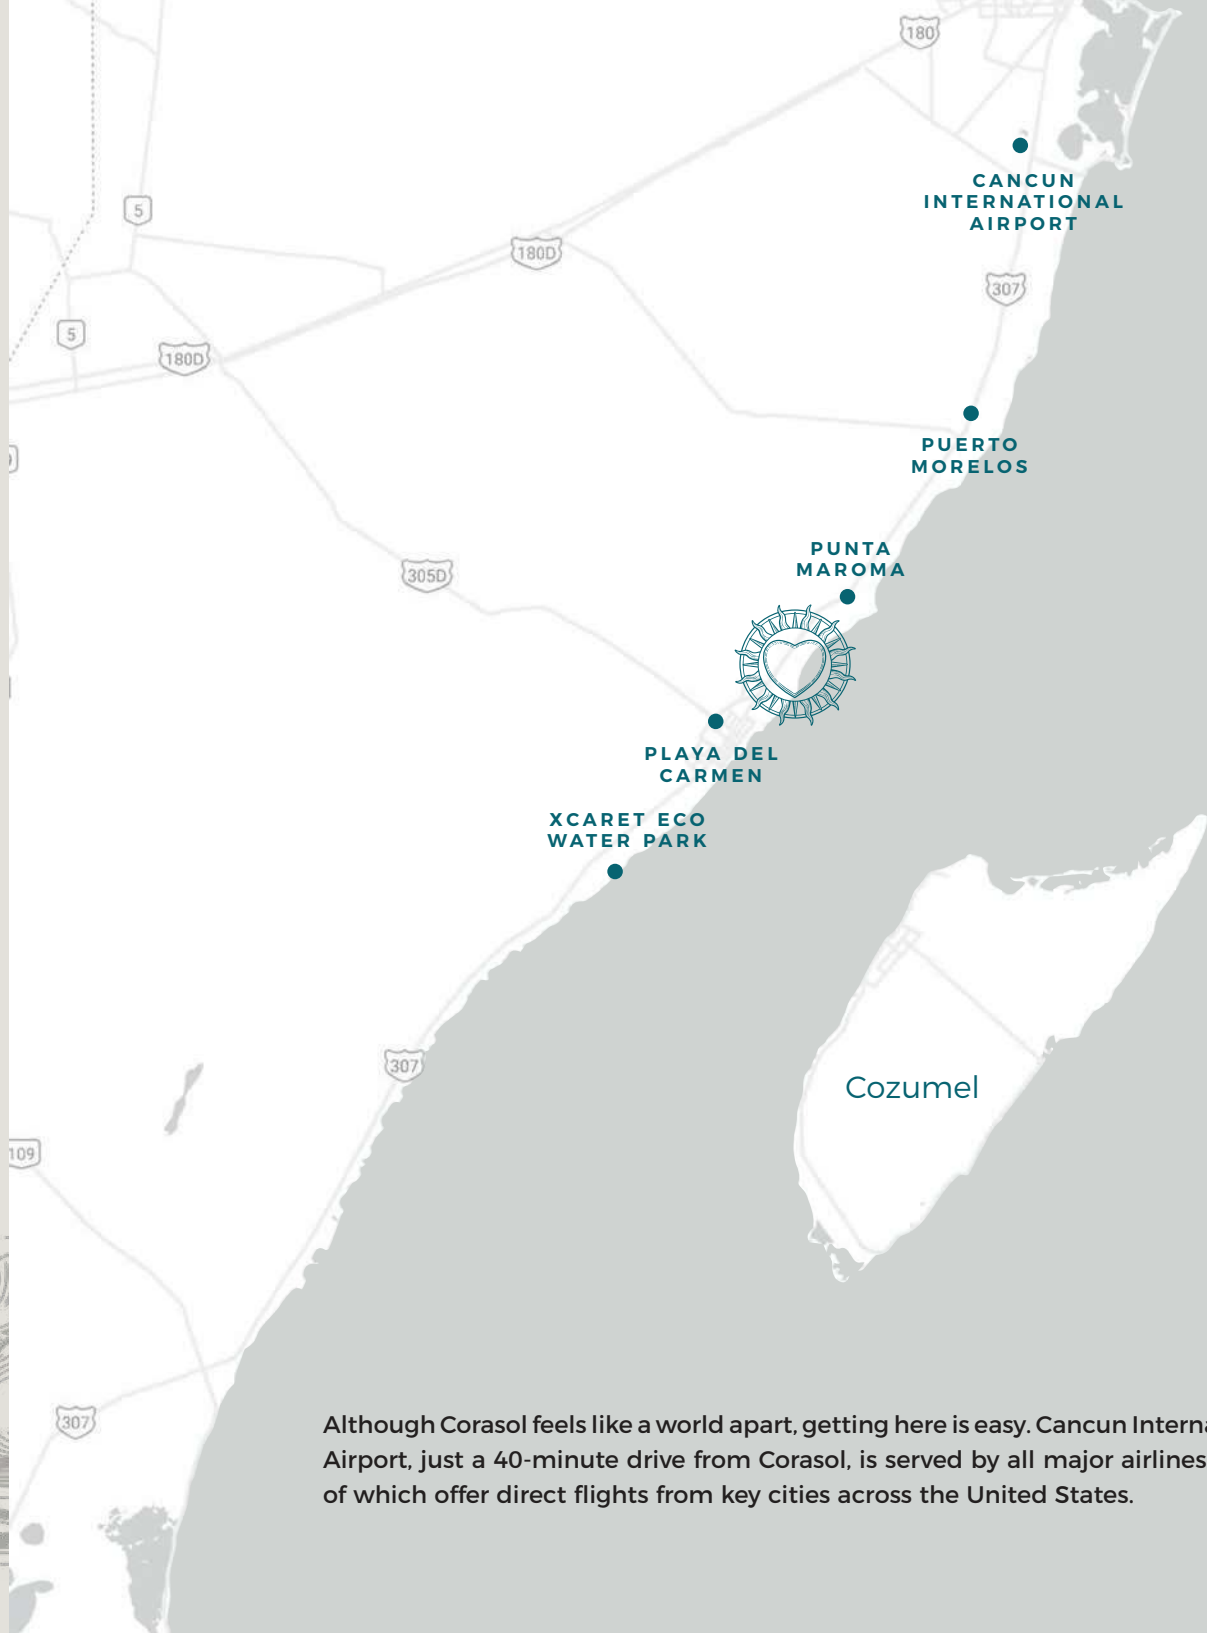 180
CANCUN
INTERNATIONAL
AIRPORT
5
180D
307
5
180D
PUERTO
MORELOS
PUNTA
MAROMA
305D
PLAYA DEL
CARMEN
XCARET ECO
WATER PARK
307
Cozumel
109
307
Although Corasol feels like a world apart, getting here is easy. Cancun Interna
Airport, just a 40-minute drive from Corasol, is served by all major airlines
of which offer direct flights from key cities across the United States.